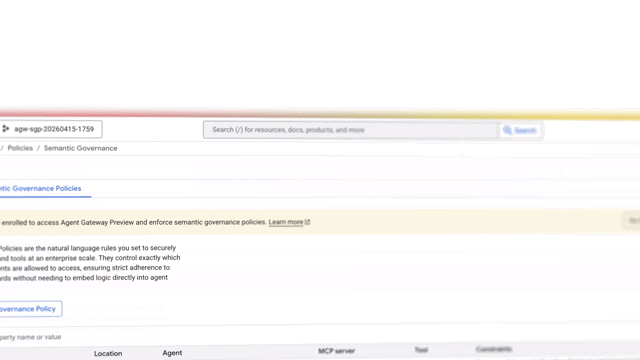 agw-sgp-20260415-1759
Search (/) for resources, docs, products, and more
Search
/ Policies / Semantic Governance
ntic Governance Policies
enrolled to access Agent Gateway Preview and enforce semantic governance policies. Learn more
Policies are the natural language rules you set to securely
nd tools at an enterprise scale. They control exactly which
nts are allowed to access, ensuring strict adherence to
rds without needing to embed logic directly into agent
overnance Policy
perty name or value
Location Agent MCP server Tool Constraints